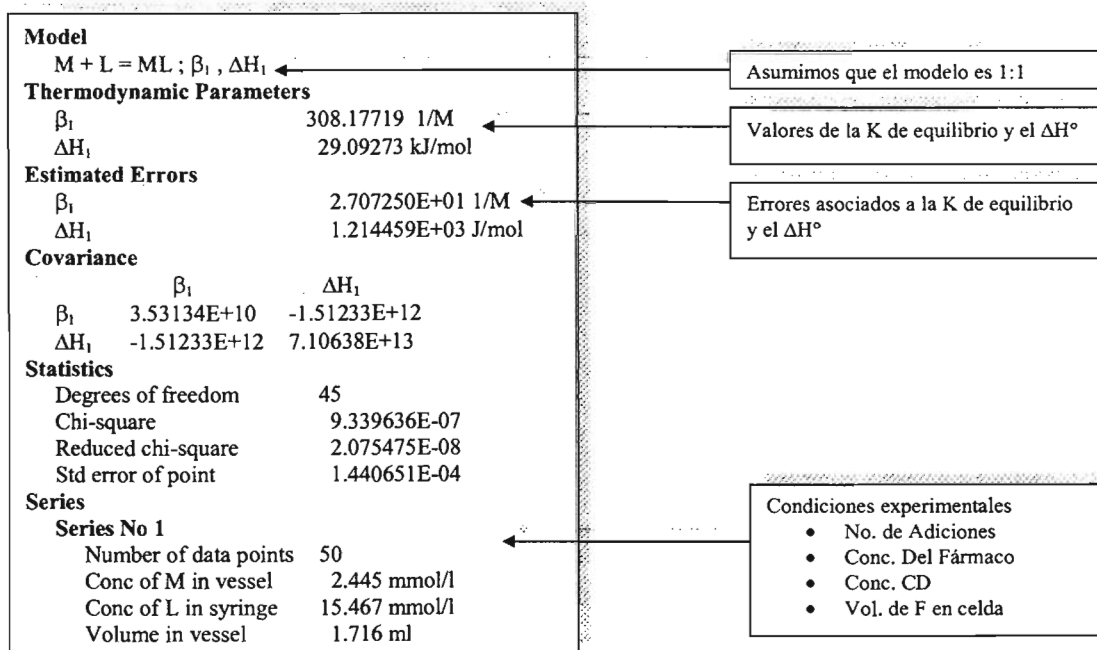 Model
M + L = ML ; β₁ , ΔH₁
Thermodynamic Parameters
β₁ 308.17719 1/M
ΔH₁ 29.09273 kJ/mol
Estimated Errors
β₁ 2.707250E+01 1/M
ΔH₁ 1.214459E+03 J/mol
Covariance
β₁ ΔH₁
β₁ 3.53134E+10 -1.51233E+12
ΔH₁ -1.51233E+12 7.10638E+13
Statistics
Degrees of freedom 45
Chi-square 9.339636E-07
Reduced chi-square 2.075475E-08
Std error of point 1.440651E-04
Series
Series No 1
Number of data points 50
Conc of M in vessel 2.445 mmol/l
Conc of L in syringe 15.467 mmol/l
Volume in vessel 1.716 ml
Asumimos que el modelo es 1:1
Valores de la K de equilibrio y el ΔHº
Errores asociados a la K de equilibrio
y el ΔHº
Condiciones experimentales
• No. de Adiciones
• Conc. Del Fármaco
• Conc. CD
• Vol. de F en celda